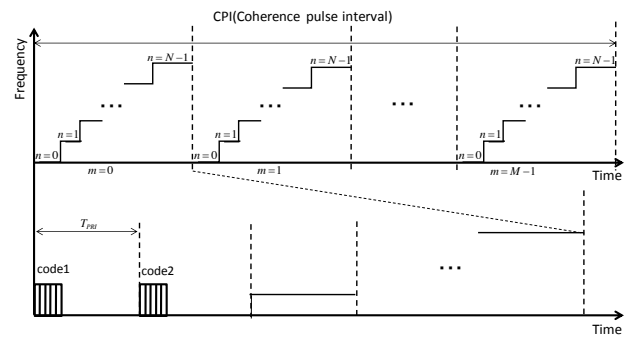 CPI(Coherence pulse interval)
Frequency
n=N−1
n=N−1
n=N−1
...
...
...
...
n=1
n=1
n=1
n=0
n=0
n=0
m=0
m=1
m=M−1
Time
T_PRI
...
code1
code2
Time